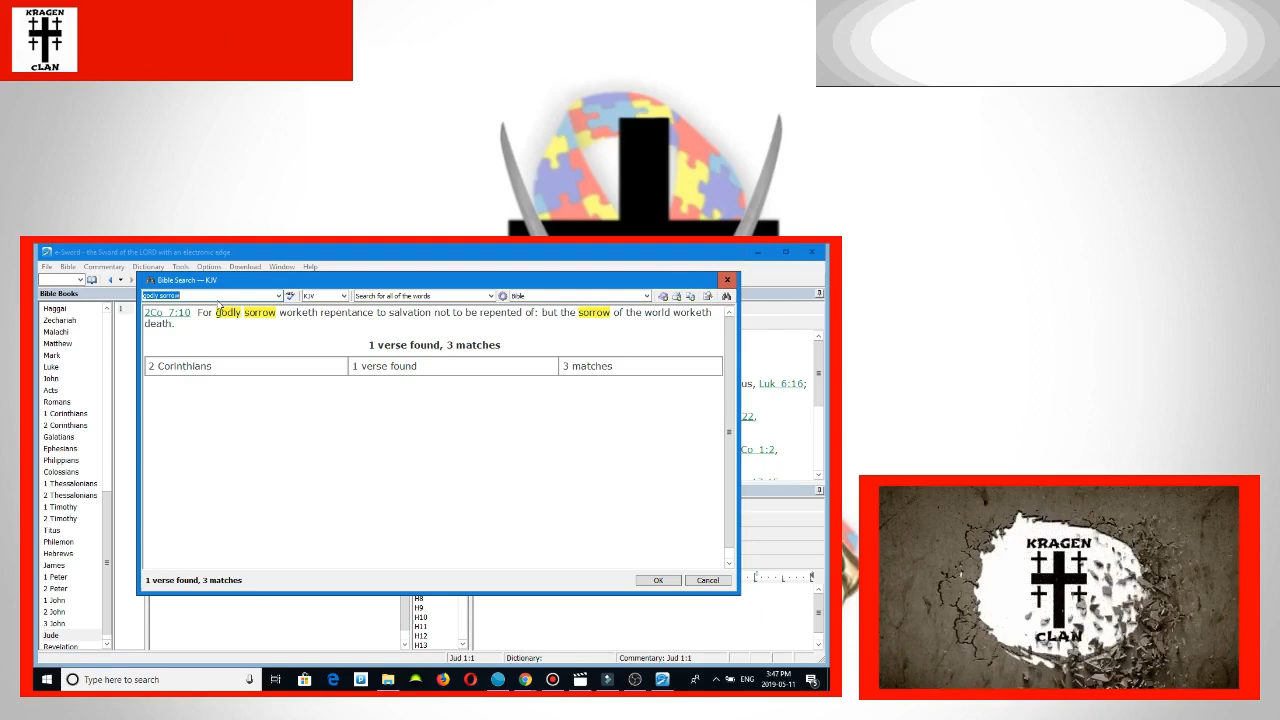 KRAGEN
CLAN
e-Sword - the Sword of the LORD with an electronic edge
File Bible Commentary Dictionary Tools Options Download Window Help
Bible Search — KJV
Bible Books
godly sorrow
KJV
Search for all of the words
Bible
Haggai
Zechariah
Malachi
Matthew
Mark
Luke
John
Acts
Romans
1 Corinthians
2 Corinthians
Galatians
Ephesians
Philippians
Colossians
1 Thessalonians
2 Thessalonians
1 Timothy
2 Timothy
Titus
Philemon
Hebrews
James
1 Peter
2 Peter
1 John
2 John
3 John
Jude
Revelation
1
2Co_7:10 For godly sorrow worketh repentance to salvation not to be repented of: but the sorrow of the world worketh
death.
1 verse found, 3 matches
2 Corinthians 1 verse found 3 matches
us, Luk_6:16;
22,
Co_1:2,
1 verse found, 3 matches
OK Cancel
H8
H9
H10
H11
H12
H13
Jud 1:1 Dictionary: Commentary: Jud 1:1
Type here to search
ENG
3:47 PM
2019-05-11
KRAGEN
CLAN